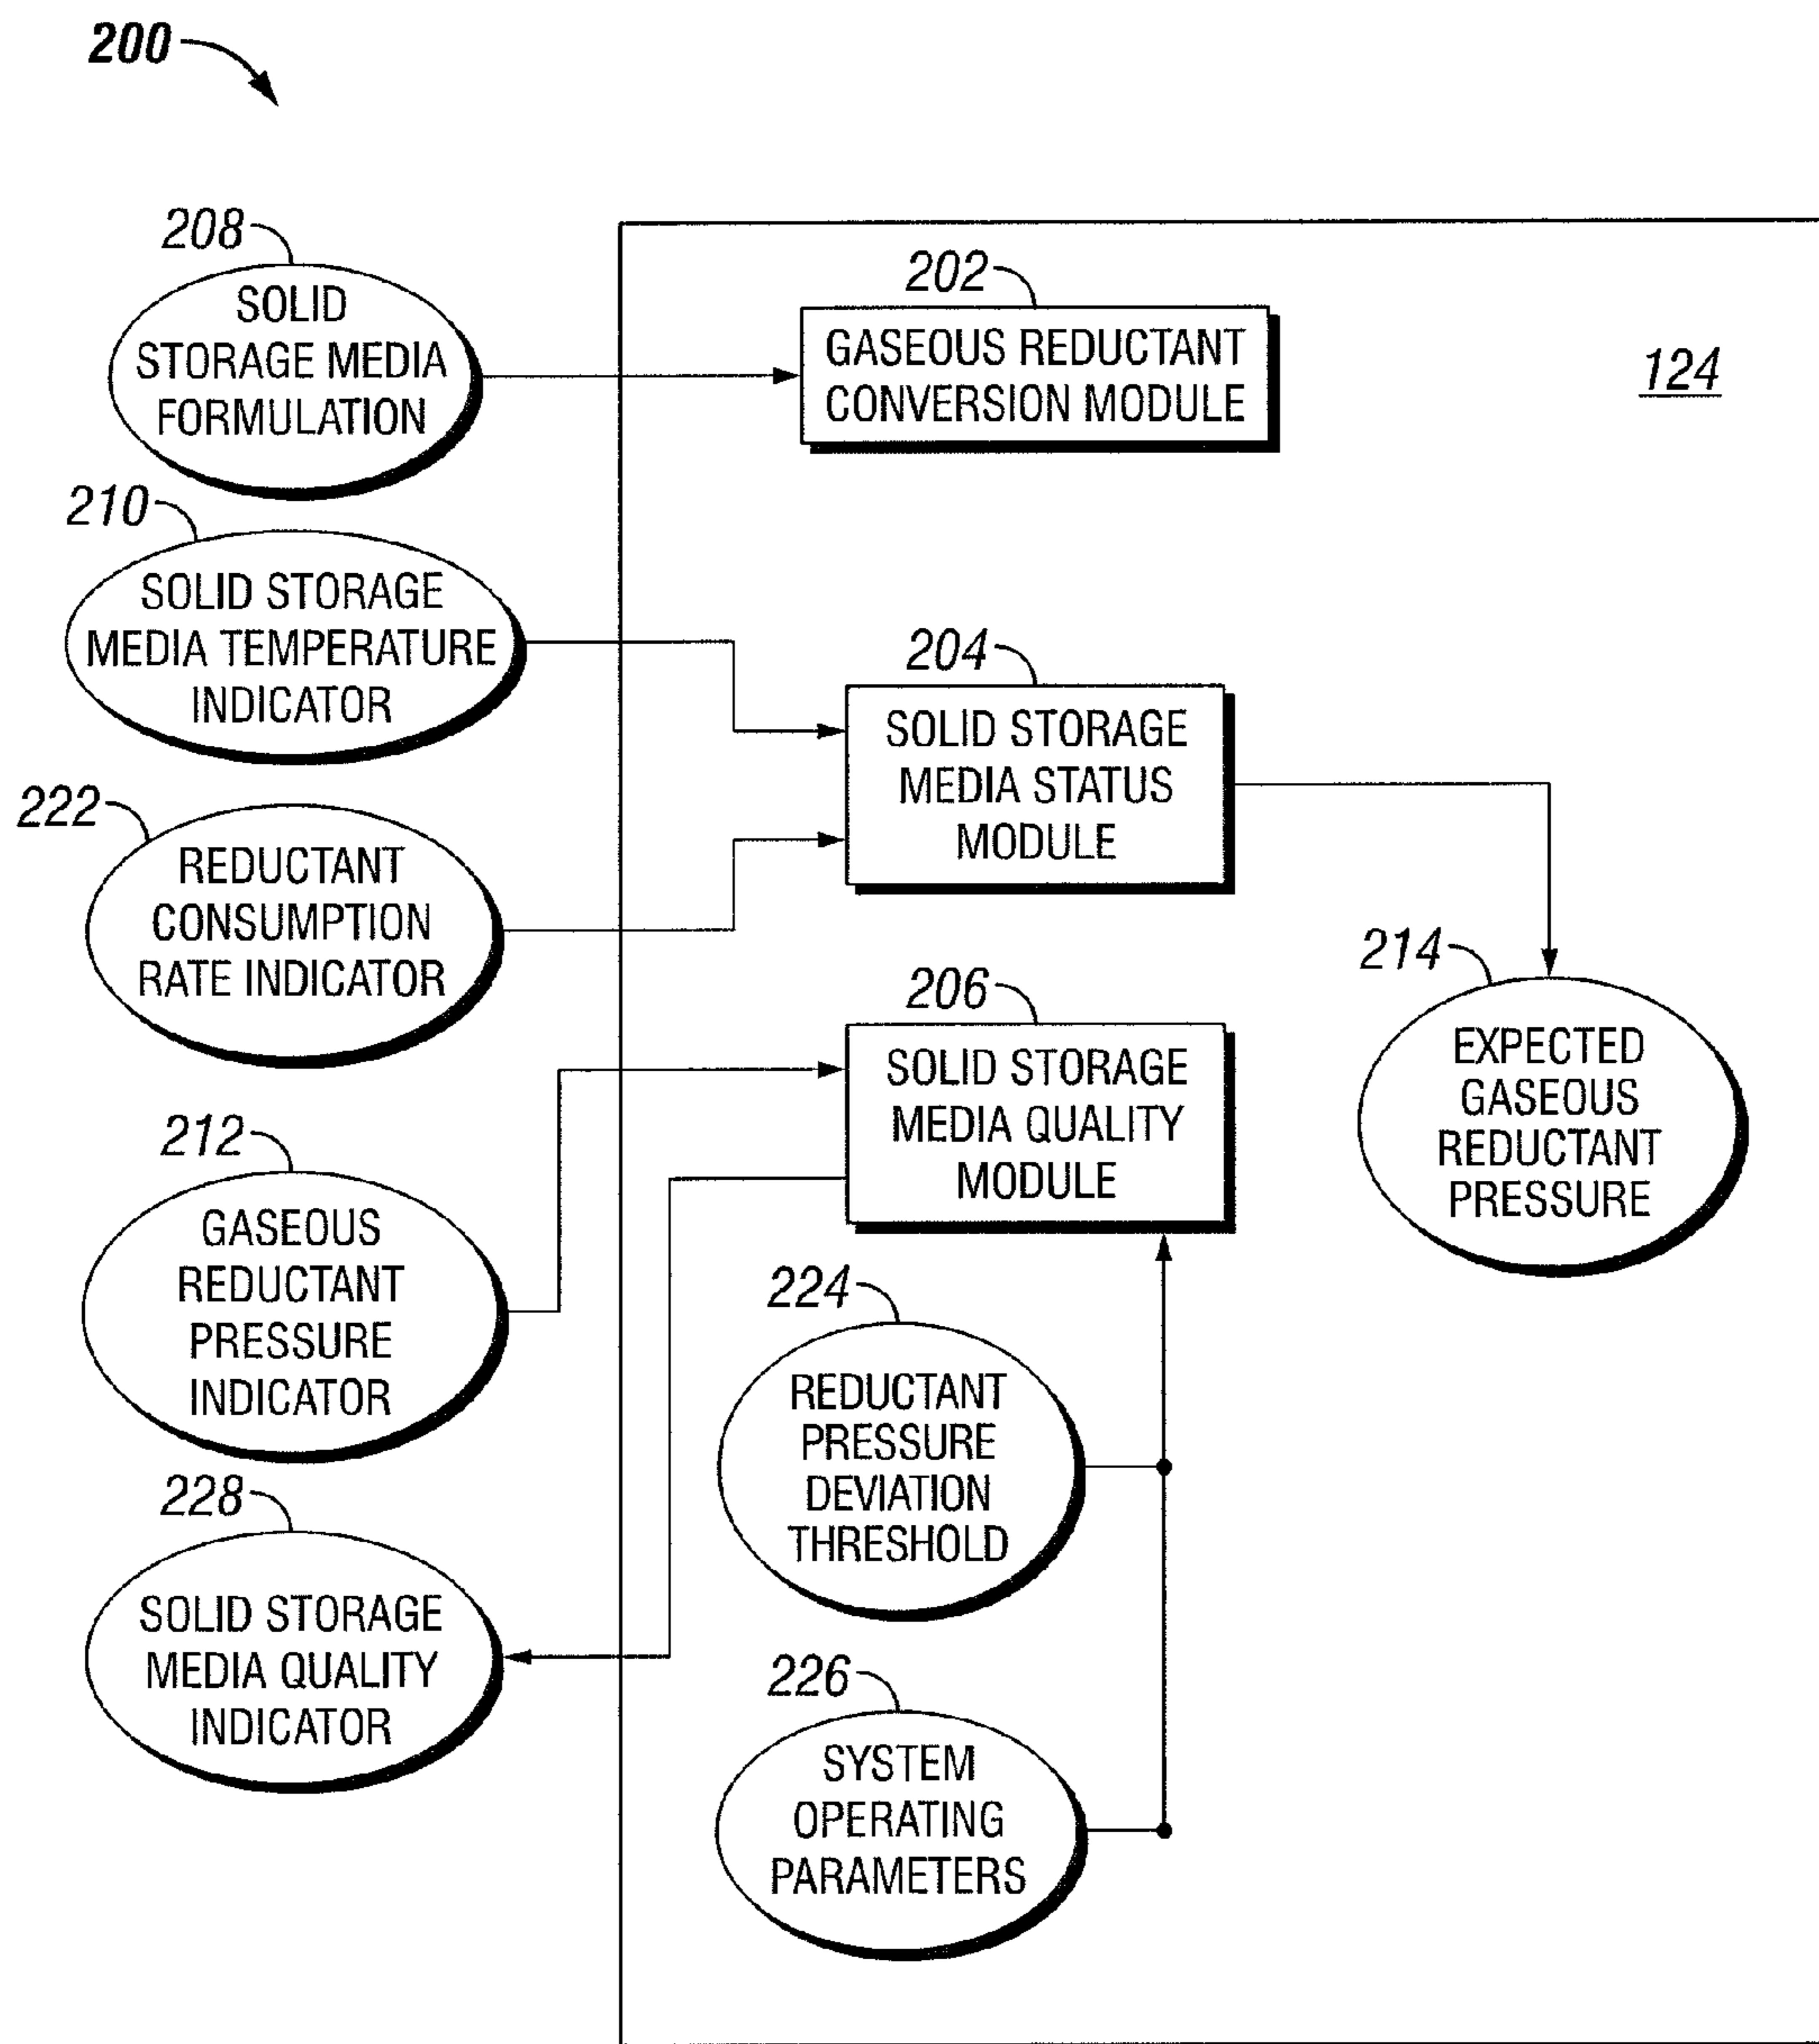 200
208
SOLID
STORAGE MEDIA
FORMULATION
202
GASEOUS REDUCTANT
CONVERSION MODULE
124
210
SOLID STORAGE
MEDIA TEMPERATURE
INDICATOR
204
SOLID STORAGE
MEDIA STATUS
MODULE
222
REDUCTANT
CONSUMPTION
RATE INDICATOR
214
EXPECTED
GASEOUS
REDUCTANT
PRESSURE
206
SOLID STORAGE
MEDIA QUALITY
MODULE
212
GASEOUS
REDUCTANT
PRESSURE
INDICATOR
224
REDUCTANT
PRESSURE
DEVIATION
THRESHOLD
228
SOLID STORAGE
MEDIA QUALITY
INDICATOR
226
SYSTEM
OPERATING
PARAMETERS